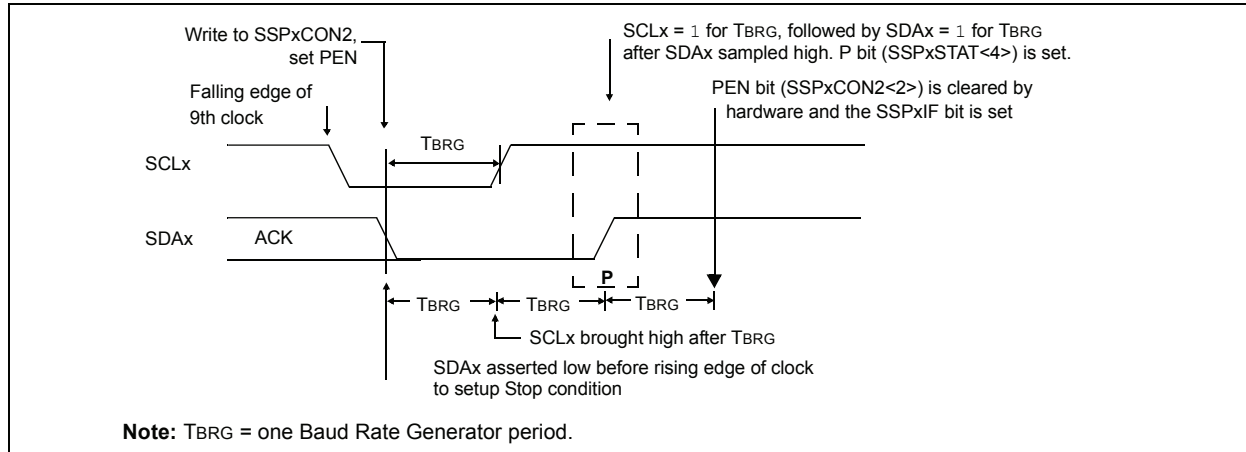 Write to SSPxCON2,
set PEN
SCLx = 1 for TBRG, followed by SDAx = 1 for TBRG
after SDAx sampled high. P bit (SSPxSTAT<4>) is set.
PEN bit (SSPxCON2<2>) is cleared by
hardware and the SSPxIF bit is set
Falling edge of
9th clock
TBRG
SCLx
SDAx
ACK
P
TBRG
TBRG
TBRG
SCLx brought high after TBRG
SDAx asserted low before rising edge of clock
to setup Stop condition
Note: TBRG = one Baud Rate Generator period.